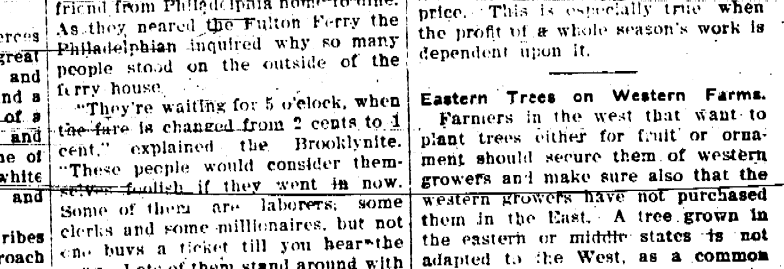 erces
great
and
and a
of a
and
ne of
white
and
ribes
roach
friend from Philadelphia home to dine.
As they neared the Fulton Ferry the
Philadelphian inquired why so many
people stood on the outside of the
ferry house.
"They're waiting for 5 o'clock, when
the fare is changed from 2 cents to 1
cent," explained the Brooklynite.
"These people would consider them-
selves foolish if they went in now.
Some of them are laborers; some
clerks and some millionaires, but not
one buys a ticket till you hear the
Lots of them stand around with
price. This is especially true when
the profit of a whole season's work is
dependent upon it.
Eastern Trees on Western Farms.
Farmers in the west that want to
plant trees either for fruit or orna-
ment should secure them of western
growers and make sure also that the
western growers have not purchased
them in the East. A tree grown in
the eastern or middle states is not
adapted to the West, as a common